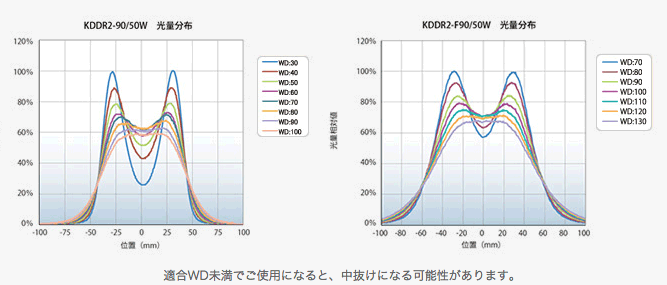 KDDR2-90/50W　光量分布
120%
100%
80%
60%
40%
20%
0%
-100 -75 -50 -25 0 25 50 75 100
位置（mm）
WD:30
WD:40
WD:50
WD:60
WD:70
WD:80
WD:90
WD:100
KDDR2-F90/50W　光量分布
光量相対値
120%
100%
80%
60%
40%
20%
0%
-100 -80 -60 -40 -20 0 20 40 60 80 100
位置（mm）
WD:70
WD:80
WD:90
WD:100
WD:110
WD:120
WD:130
適合WD未満でご使用になると、中抜けになる可能性があります。